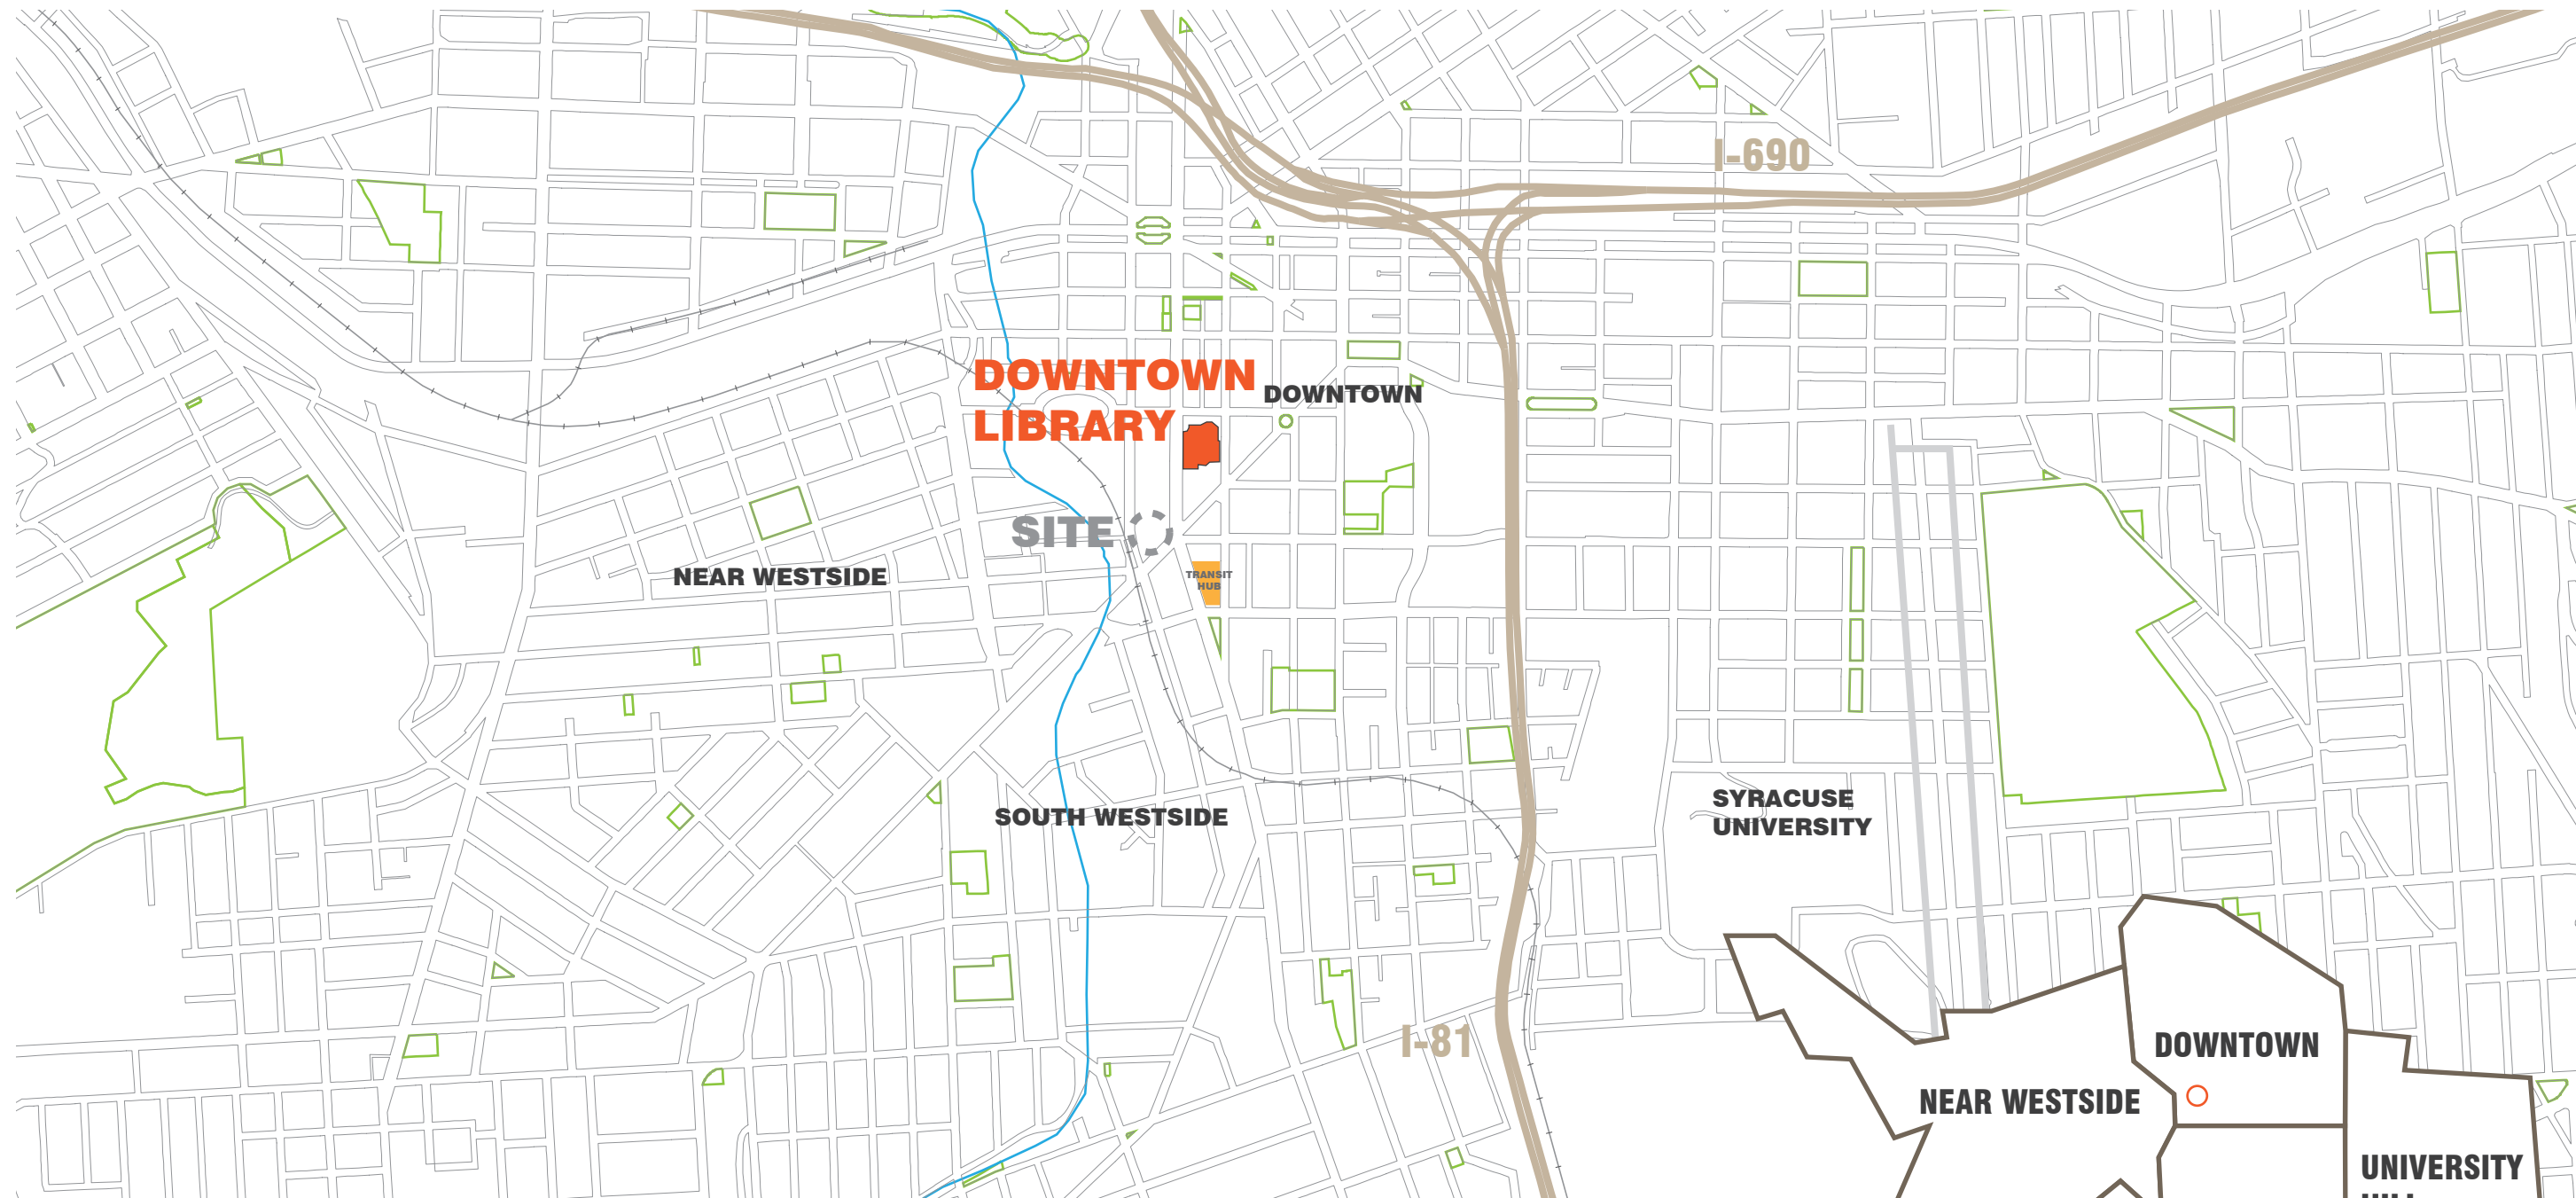 I-690
DOWNTOWN
LIBRARY
DOWNTOWN
SITE
NEAR WESTSIDE
TRANSIT
HUB
SOUTH WESTSIDE
SYRACUSE
UNIVERSITY
I-81
DOWNTOWN
NEAR WESTSIDE
UNIVERSITY